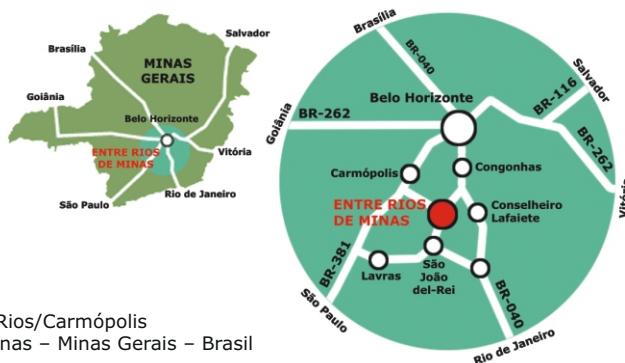 Salvador
Brasília
MINAS
GERAIS
Goiânia
Belo Horizonte
ENTRE RIOS
DE MINAS
Vitória
São Paulo
Rio de Janeiro
Brasília
BR-040
Salvador
BR-116
Belo Horizonte
Goiânia
BR-262
BR-262
Vitória
Carmópolis
Congonhas
ENTRE RIOS
DE MINAS
Conselheiro
Lafaiete
BR-381
Lavras
São
João
del-Rei
BR-040
São Paulo
Rio de Janeiro
Rios/Carmópolis
nas – Minas Gerais – Brasil